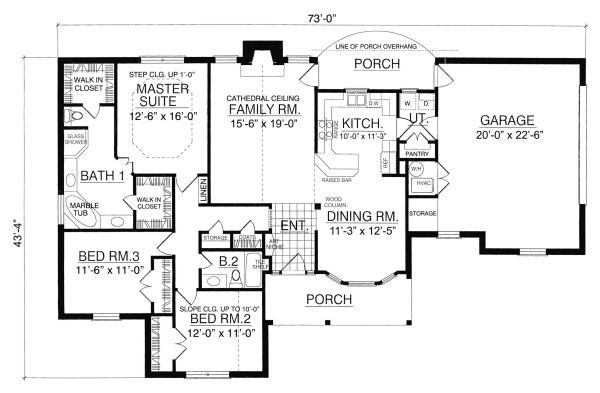 73'-0"
LINE OF PORCH OVERHANG
PORCH
STEP CLG. UP 1'-0"
WALK IN
CLOSET
MASTER
SUITE
12'-6" x 16'-0"
CATHEDRAL CEILING
FAMILY RM.
15'-6" x 19'-0"
D.W.
KITCH.
10'-0" x 11'-3"
RANGE
REF.
RAISED BAR
W.
D.
UT.
PANTRY
GARAGE
20'-0" x 22'-6"
GLASS
SHOWER
BATH 1
MARBLE
TUB
WALK IN
CLOSET
LINEN
W/H
HVAC
STORAGE
WOOD
COLUMN
DINING RM.
11'-3" x 12'-5"
ENT.
STORAGE
COATS
ART
NICHE
43'-4"
BED RM.3
11'-6" x 11'-0"
B.2
TILE
SHELF
PORCH
SLOPE CLG. UP TO 10'-0"
BED RM.2
12'-0" x 11'-0"